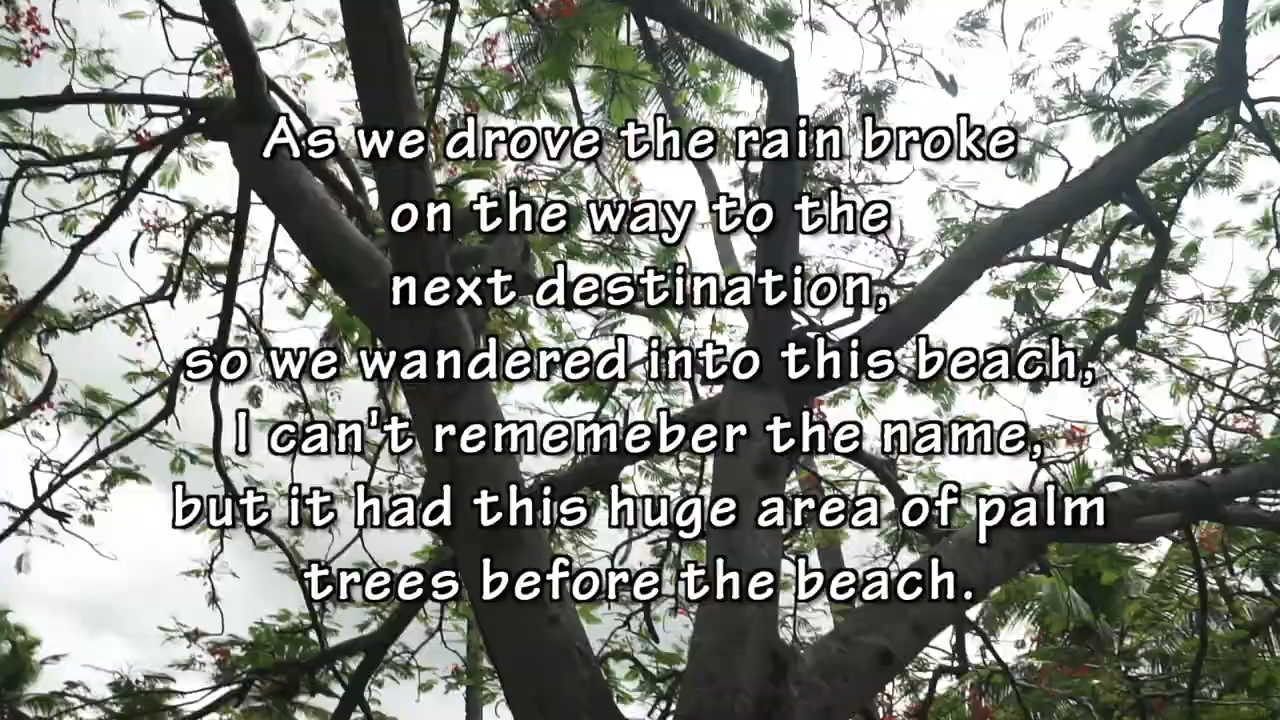 As we drove the rain broke
on the way to the
next destination,
so we wandered into this beach,
I can't rememeber the name,
but it had this huge area of palm
trees before the beach.